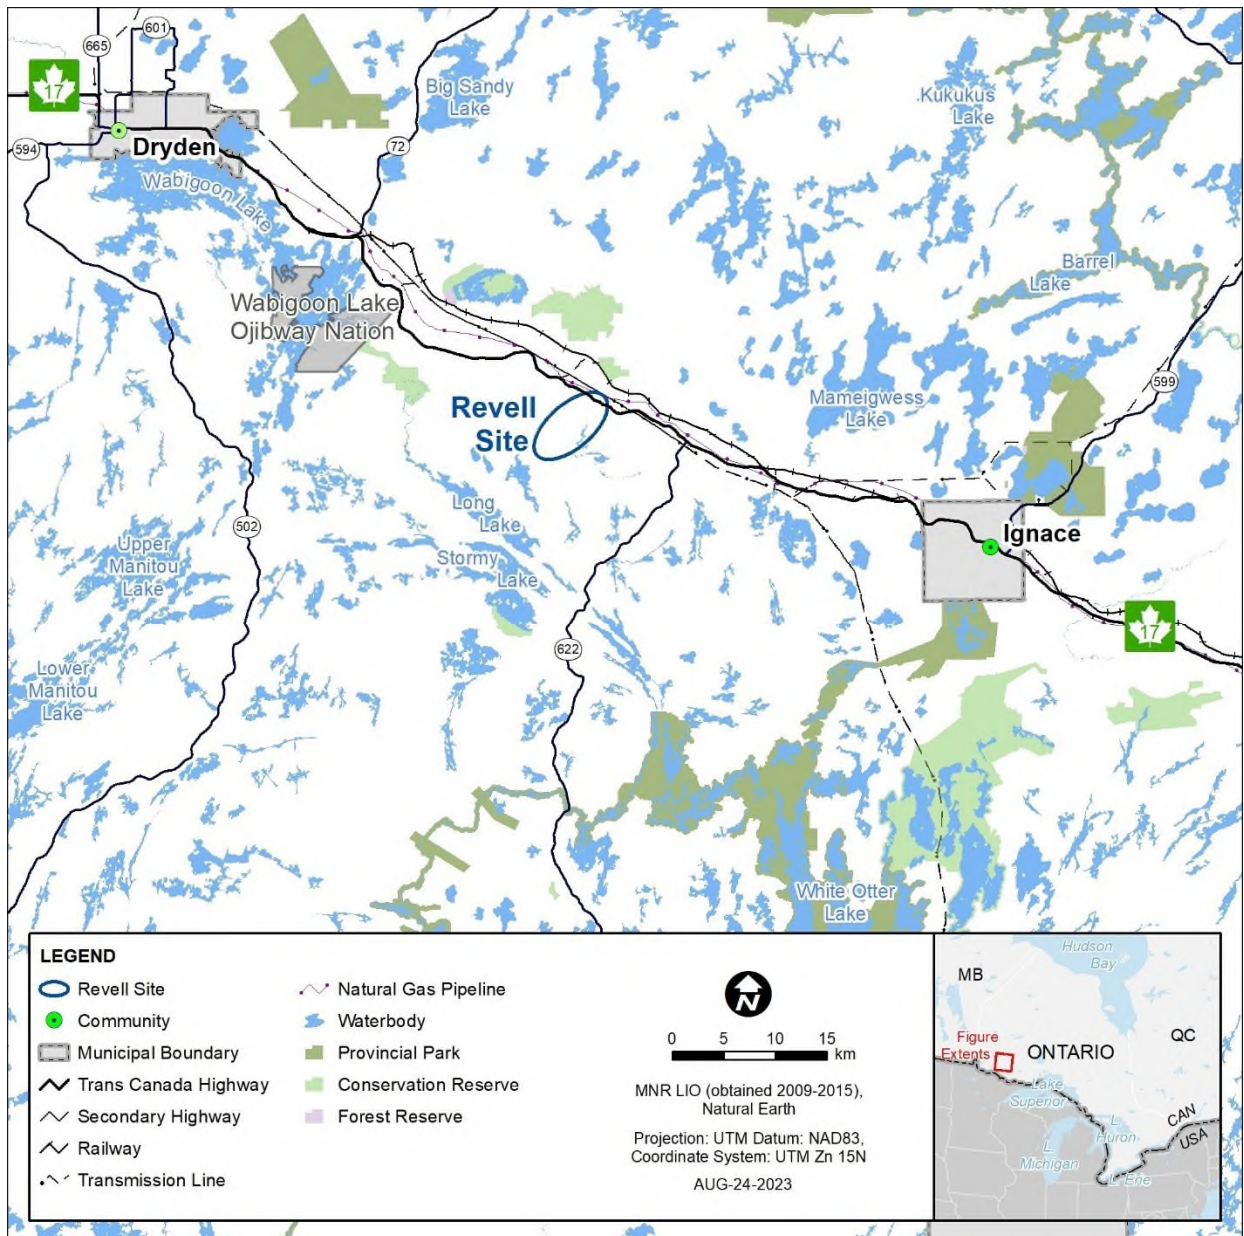 665
601
17
Big Sandy
Lake
Kukukus
Lake
594
Dryden
72
Wabigoon Lake
Barrel
Lake
Wabigoon Lake
Ojibway Nation
599
Mameigwess
Lake
Revell
Site
Long
Lake
502
Ignace
Upper
Manitou
Lake
Stormy
Lake
17
622
Lower
Manitou
Lake
White Otter
Lake
LEGEND
Revell Site
Community
Municipal Boundary
Trans Canada Highway
Secondary Highway
Railway
Transmission Line
Natural Gas Pipeline
Waterbody
Provincial Park
Conservation Reserve
Forest Reserve
N
0 5 10 15
km
MNR LIO (obtained 2009-2015),
Natural Earth
Projection: UTM Datum: NAD83,
Coordinate System: UTM Zn 15N
AUG-24-2023
Hudson
Bay
MB
QC
Figure
Extents
ONTARIO
Lake
Superior
L.
Huron
CAN
USA
L.
Michigan
L. Erie